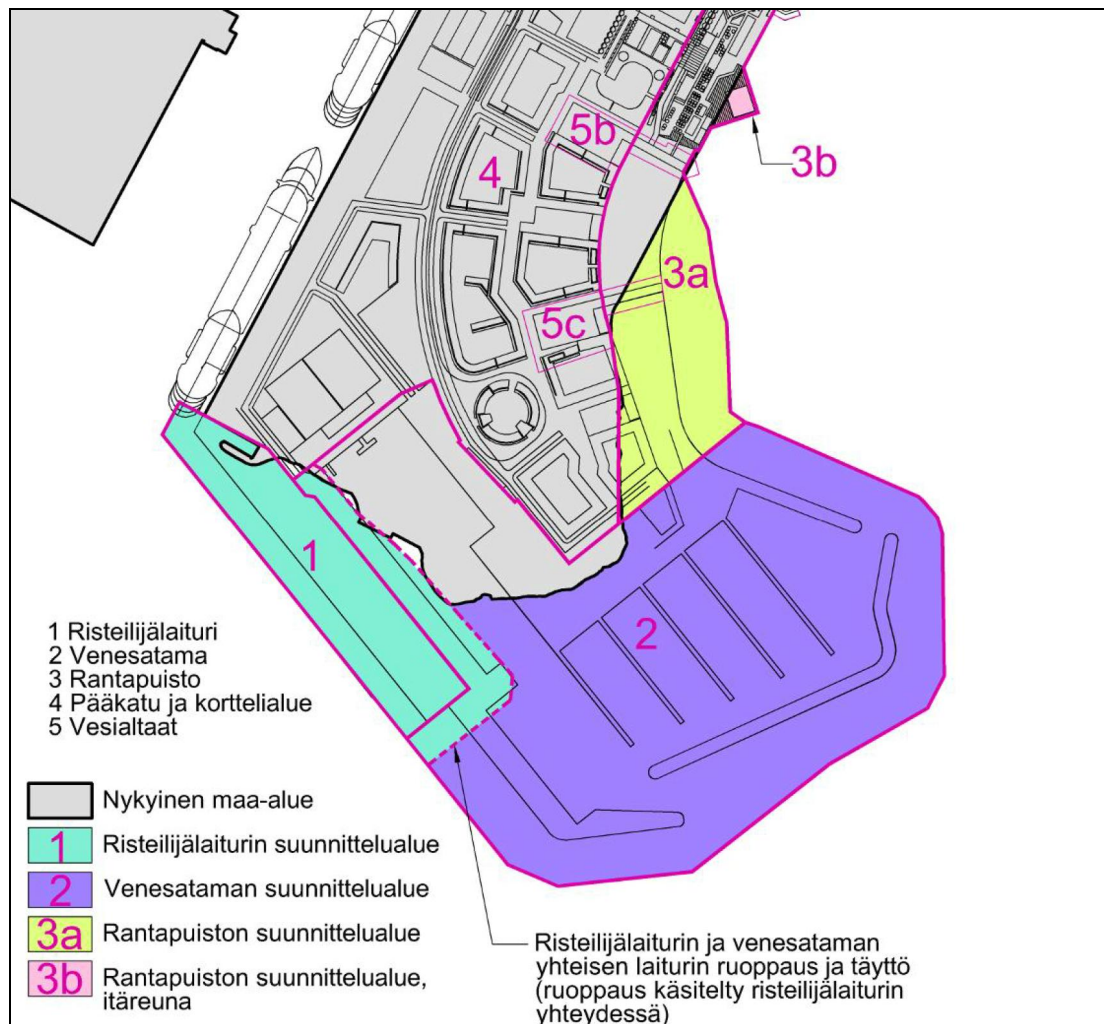 5b
4
3b
3a
5c
1
2
1 Risteilijälaituri
2 Venesatama
3 Rantapuisto
4 Pääkatu ja korttelialue
5 Vesialtaat
Nykyinen maa-alue
1 Risteilijälaiturin suunnittelualue
2 Venesataman suunnittelualue
3a Rantapuiston suunnittelualue
3b Rantapuiston suunnittelualue,
itäreuna
Risteilijälaiturin ja venesataman
yhteisen laiturin ruoppaus ja täyttö
(ruoppaus käsitelty risteilijälaiturin
yhteydessä)